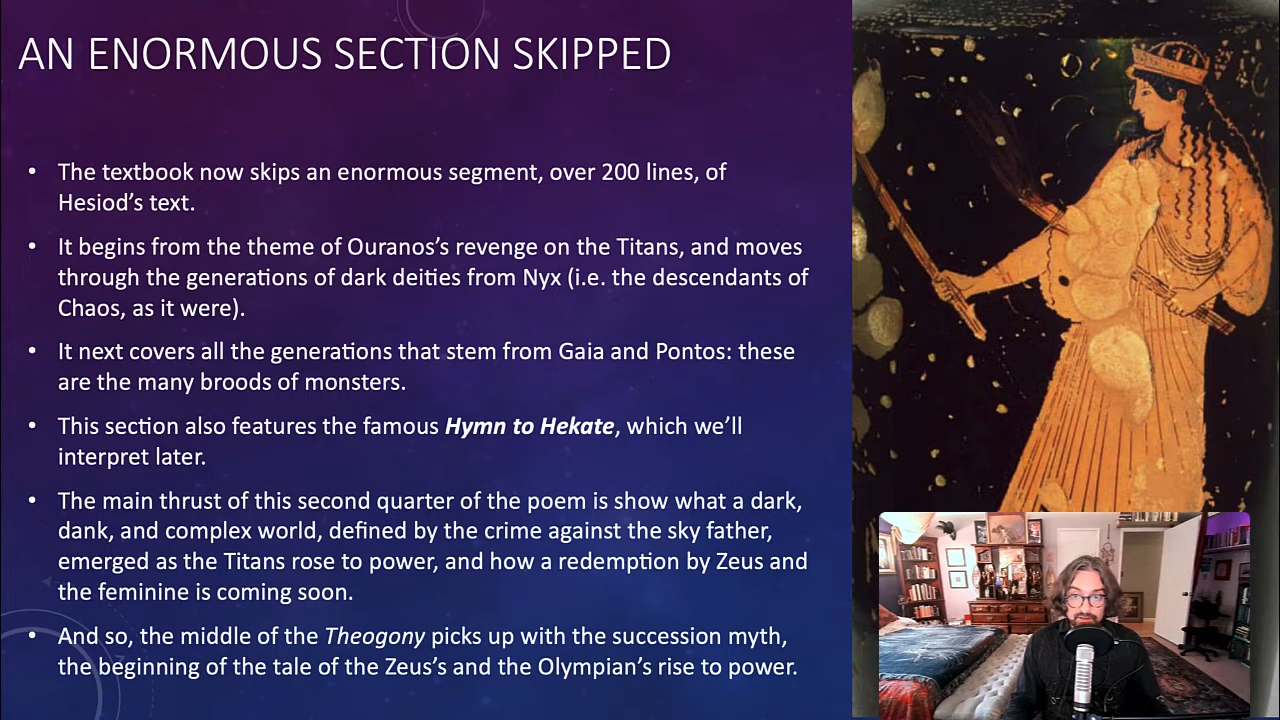 AN ENORMOUS SECTION SKIPPED
• The textbook now skips an enormous segment, over 200 lines, of
Hesiod’s text.
• It begins from the theme of Ouranos’s revenge on the Titans, and moves
through the generations of dark deities from Nyx (i.e. the descendants of
Chaos, as it were).
• It next covers all the generations that stem from Gaia and Pontos: these
are the many broods of monsters.
• This section also features the famous Hymn to Hekate, which we’ll
interpret later.
• The main thrust of this second quarter of the poem is show what a dark,
dank, and complex world, defined by the crime against the sky father,
emerged as the Titans rose to power, and how a redemption by Zeus and
the feminine is coming soon.
• And so, the middle of the Theogony picks up with the succession myth,
the beginning of the tale of the Zeus’s and the Olympian’s rise to power.